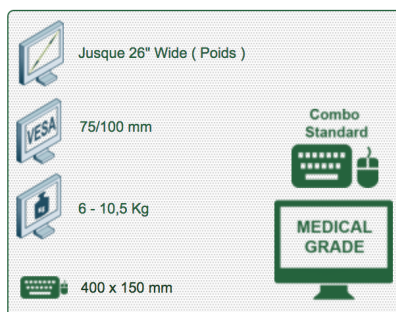 Jusque 26" Wide ( Poids )
VESA
75/100 mm
KG
6 - 10,5 Kg
400 x 150 mm
Combo
Standard
MEDICAL
GRADE